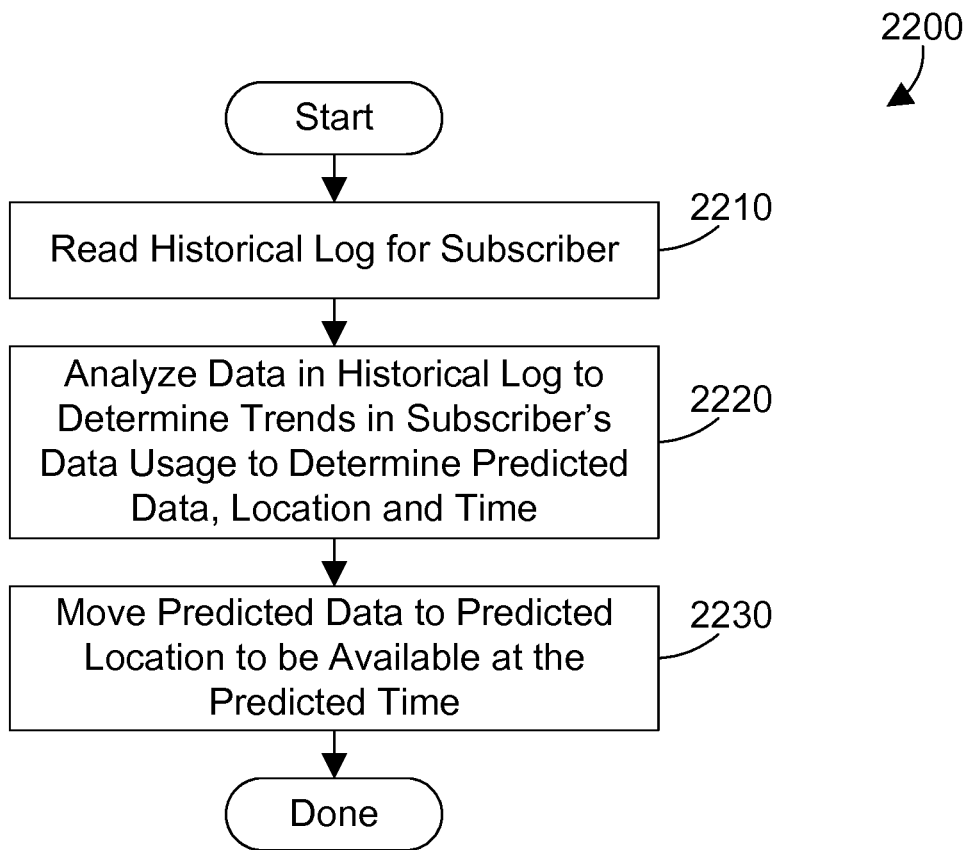 2200
Start
2210
Read Historical Log for Subscriber
Analyze Data in Historical Log to
Determine Trends in Subscriber’s
2220
Data Usage to Determine Predicted
Data, Location and Time
Move Predicted Data to Predicted
2230
Location to be Available at the
Predicted Time
Done